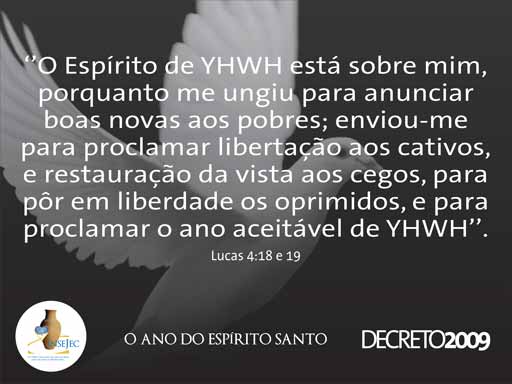 “O Espírito de YHWH está sobre mim,
porquanto me ungiu para anunciar
boas novas aos pobres; enviou-me
para proclamar libertação aos cativos,
e restauração da vista aos cegos, para
pôr em liberdade os oprimidos, e para
proclamar o ano aceitável de YHWH”.
Lucas 4:18 e 19
O ANO DO ESPÍRITO SANTO
DECRETO2009